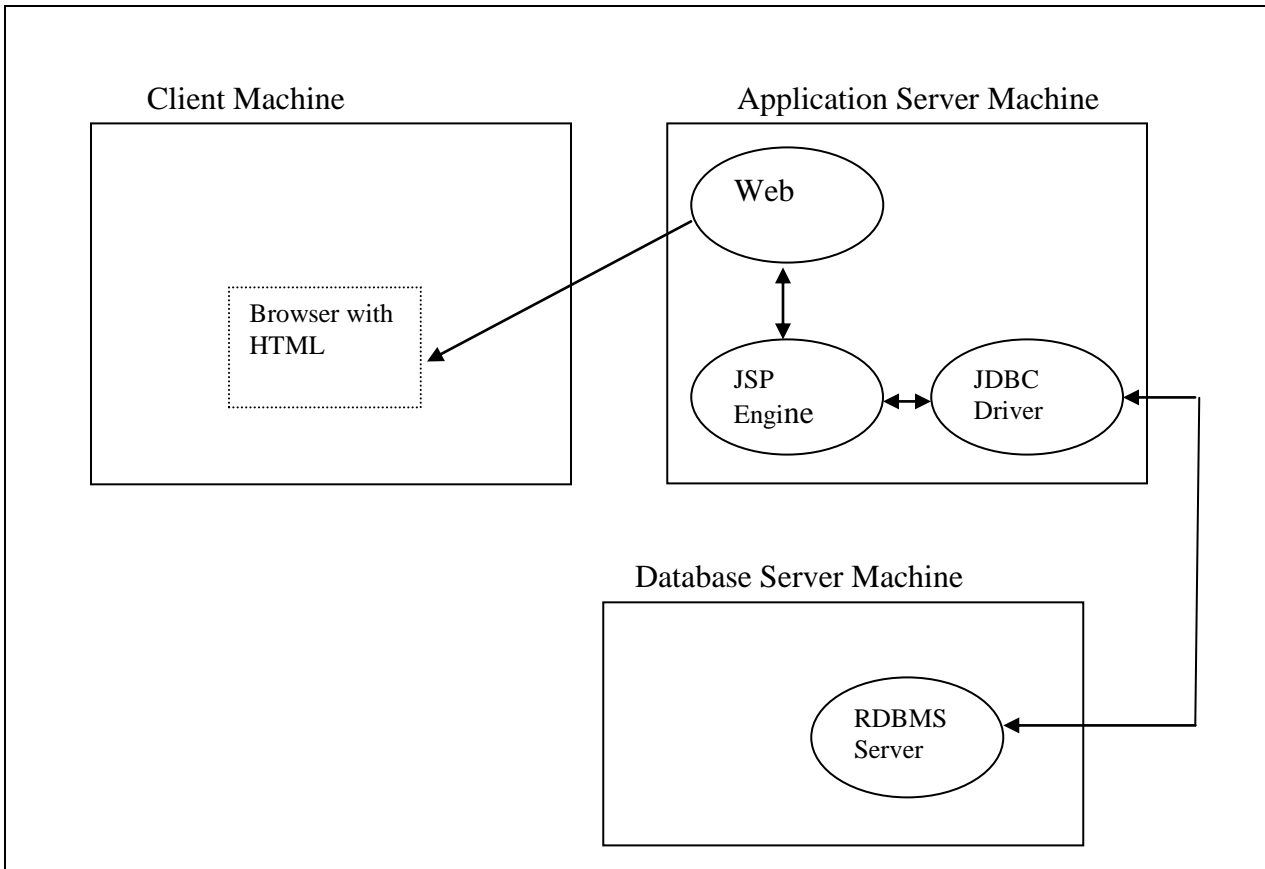 Client Machine
Application Server Machine
Web
Browser with
HTML
JSP
Engine
JDBC
Driver
Database Server Machine
RDBMS
Server